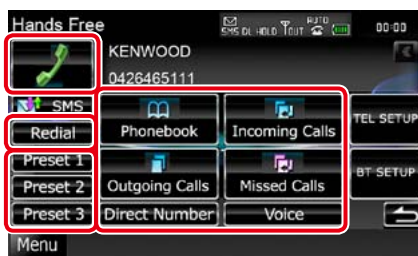 Hands Free
SMS DL HOLD TOUT AUTO 00:00
KENWOOD
0426465111
SMS
Redial
Phonebook
Incoming Calls
TEL SETUP
Preset 1
Preset 2
Preset 3
Outgoing Calls
Missed Calls
BT SETUP
Direct Number
Voice
Menu